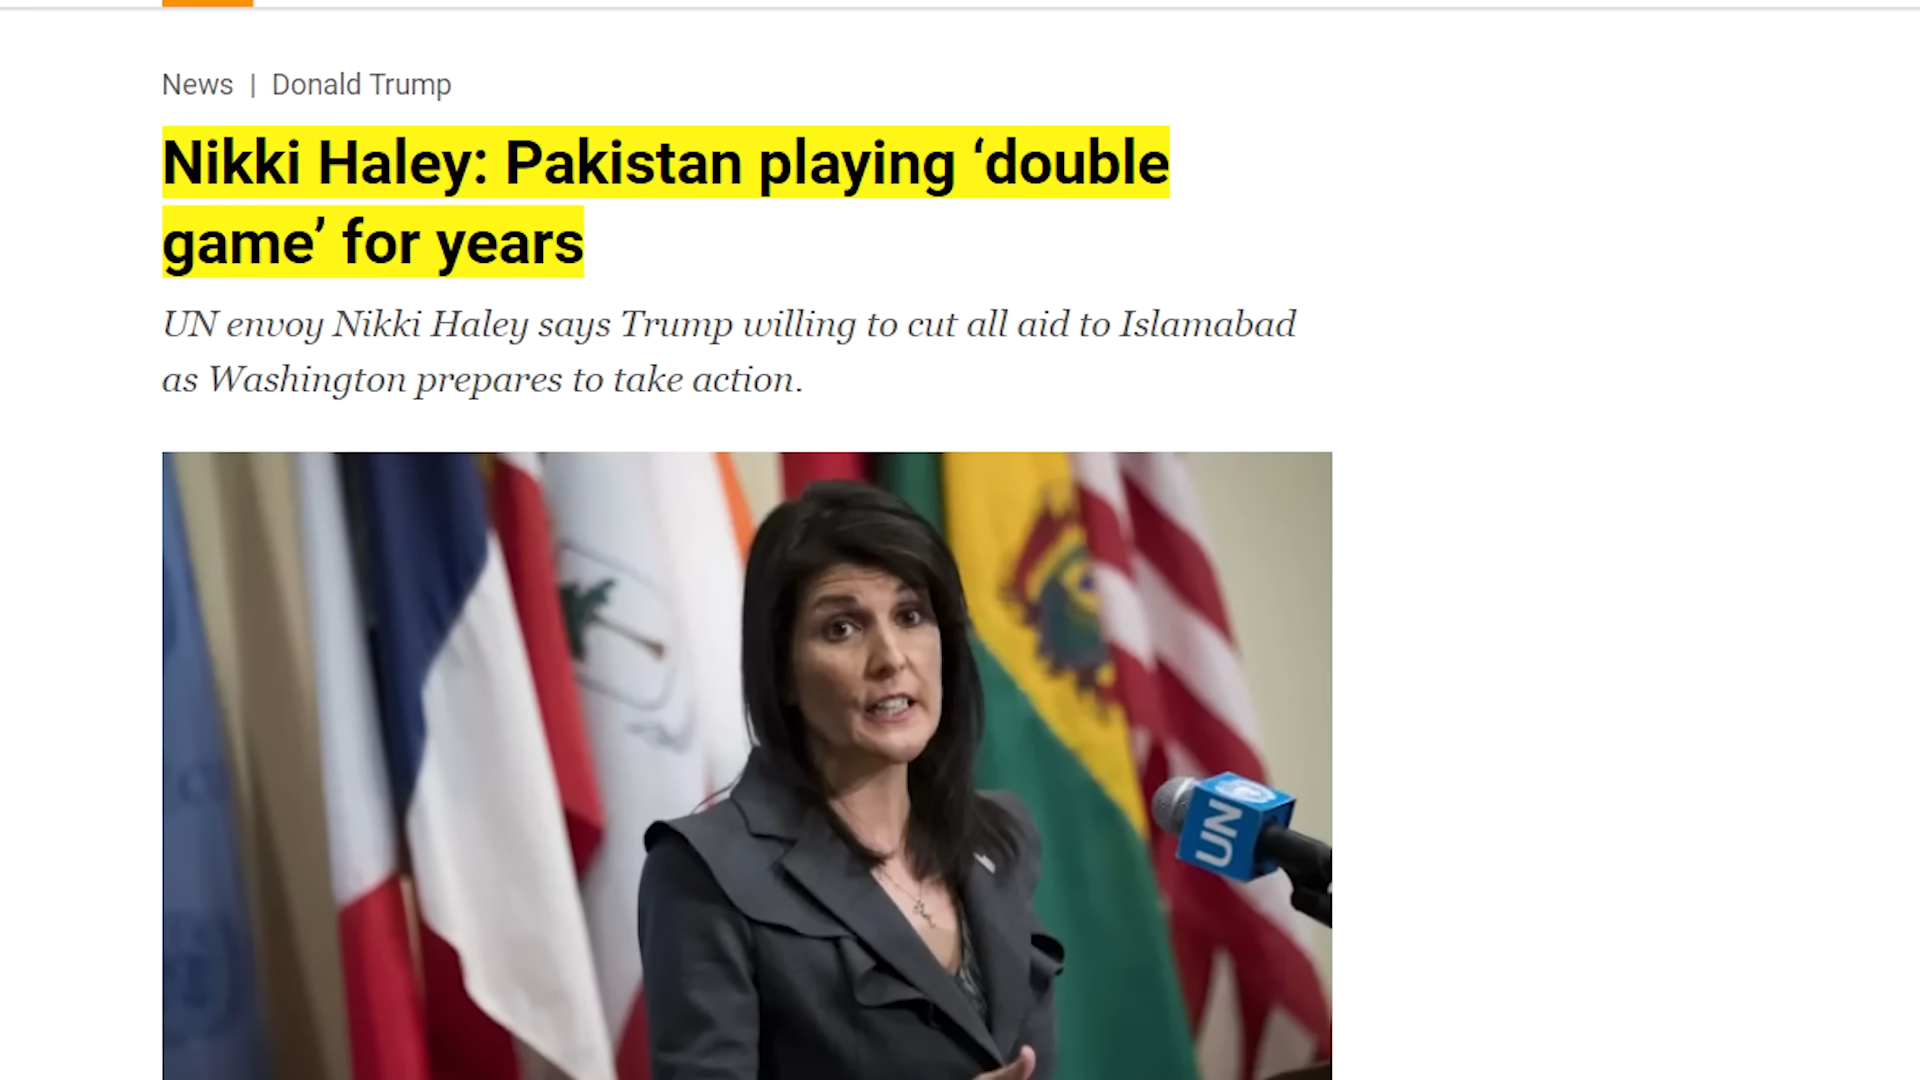 News | Donald Trump
Nikki Haley: Pakistan playing ‘double
game’ for years
UN envoy Nikki Haley says Trump willing to cut all aid to Islamabad
as Washington prepares to take action.
UN